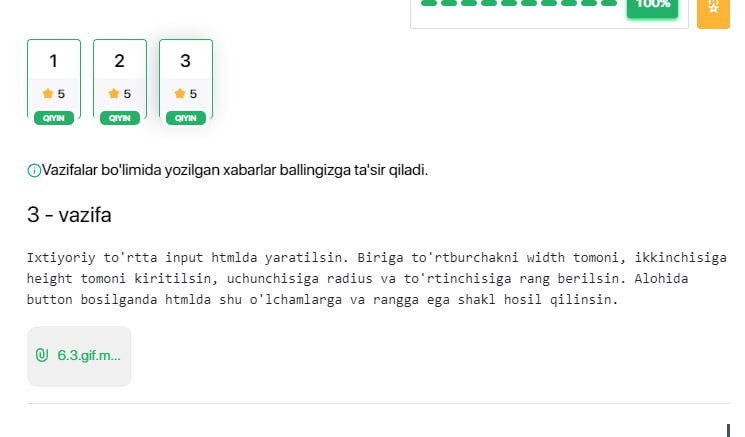 100%
1 2 3
5 5 5
QIYIN QIYIN QIYIN
Vazifalar bo'limida yozilgan xabarlar ballingizga ta'sir qiladi.
3 - vazifa
Ixtiyoriy to'rtta input htmlda yaratilsin. Biriga to'rtburchakni width tomoni, ikkinchisiga
height tomoni kiritilsin, uchunchisiga radius va to'rtinchisiga rang berilsin. Alohida
button bosilganda htmlda shu o'lchamlarga va rangga ega shakl hosil qilinsin.
6.3.gif.m...